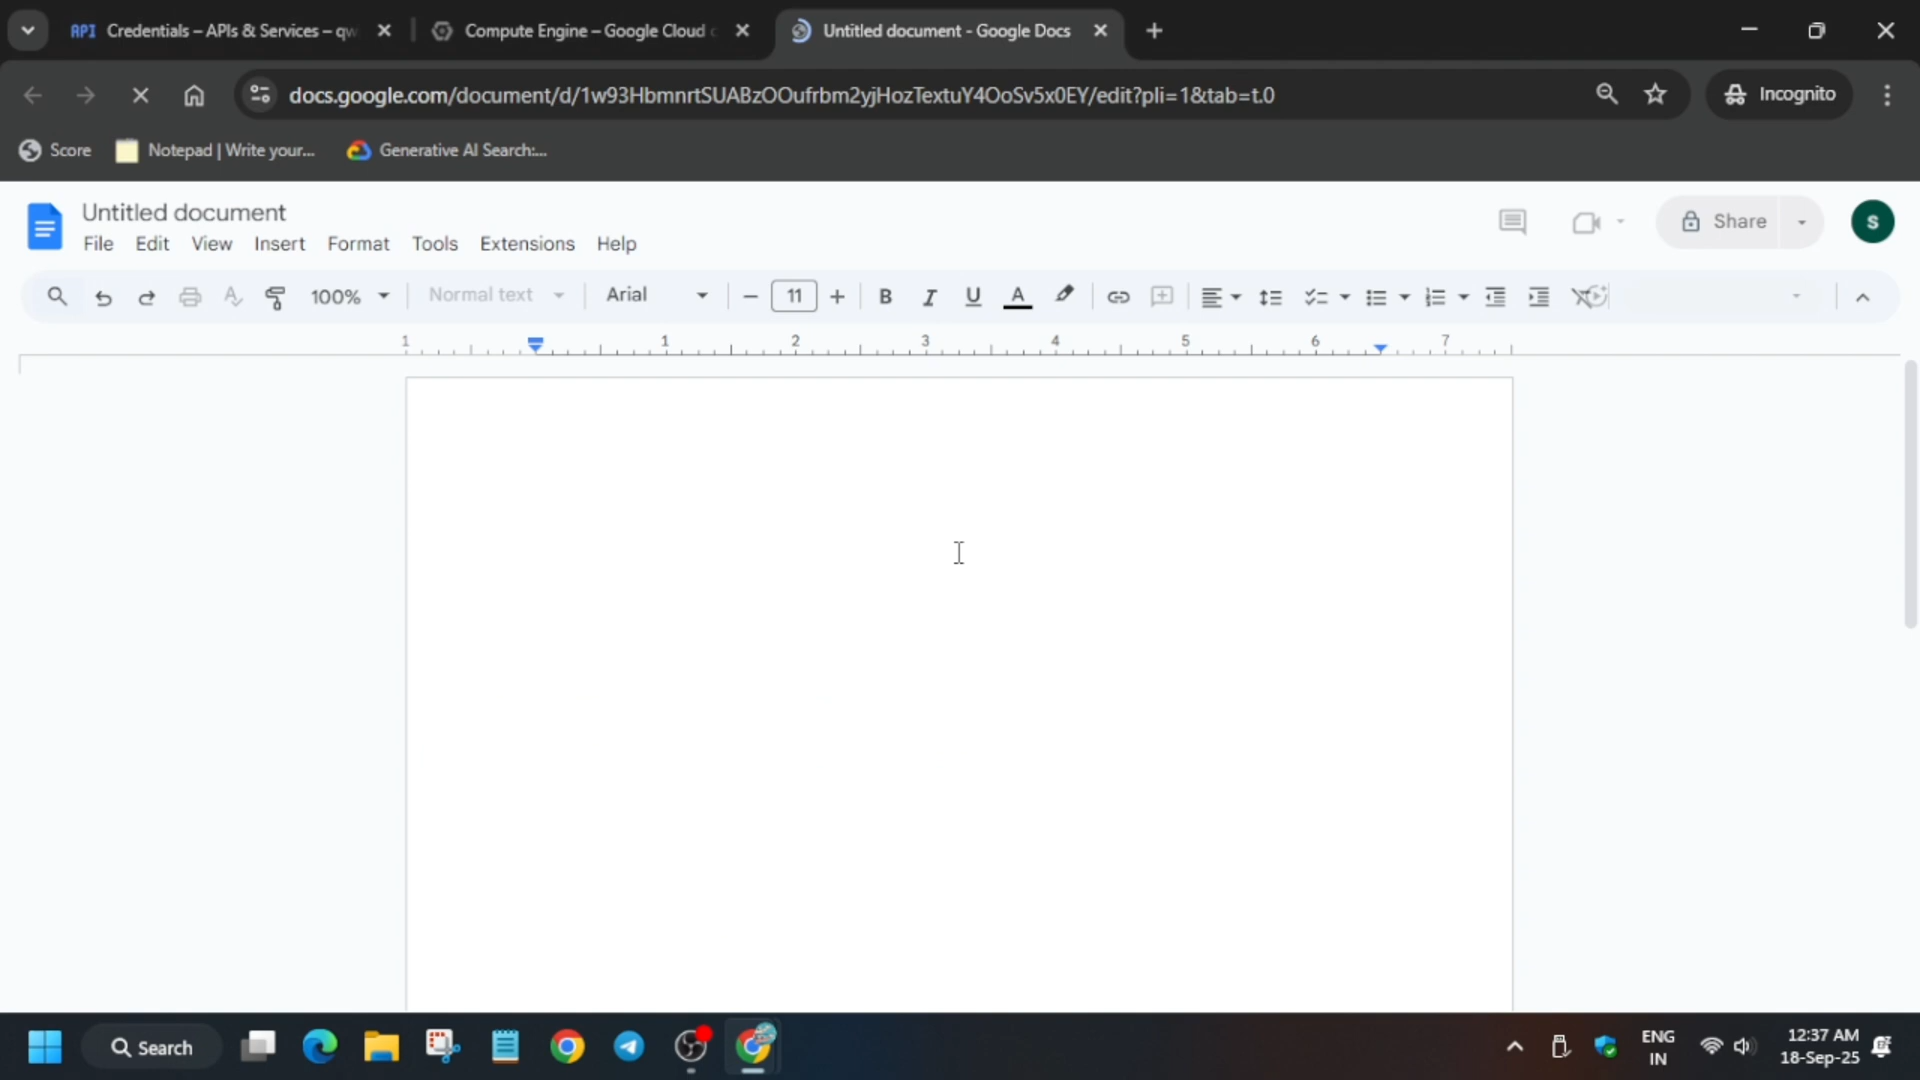 API Credentials – APIs & Services – qw
Compute Engine – Google Cloud c
Untitled document - Google Docs
docs.google.com/document/d/1w93HbmnrtSUABzOOufrbm2yjHozTextuY4OoSv5x0EY/edit?pli=1&tab=t.0
Incognito
Score
Notepad | Write your...
Generative AI Search:...
Untitled document
File Edit View Insert Format Tools Extensions Help
Share
S
100% Normal text Arial 11 B I U A
1 1 2 3 4 5 6 7
Search
ENG
IN
12:37 AM
18-Sep-25